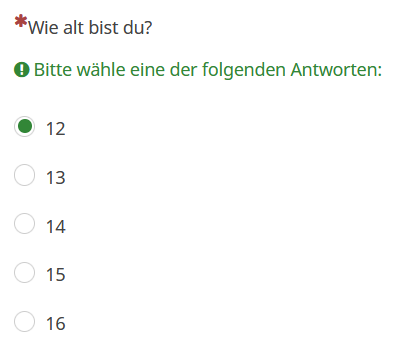 *Wie alt bist du?
Bitte wähle eine der folgenden Antworten:
12
13
14
15
16